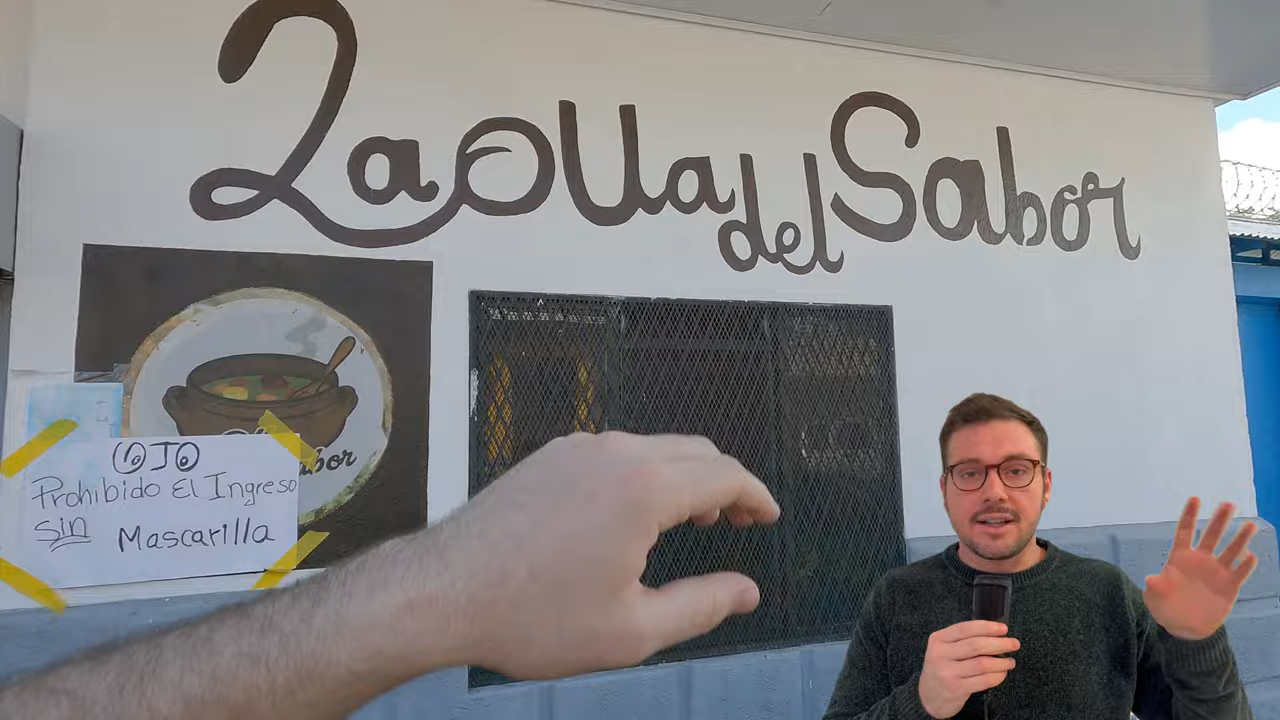 La Olla del Sabor
OJO
Prohibido El Ingreso
sin Mascarilla